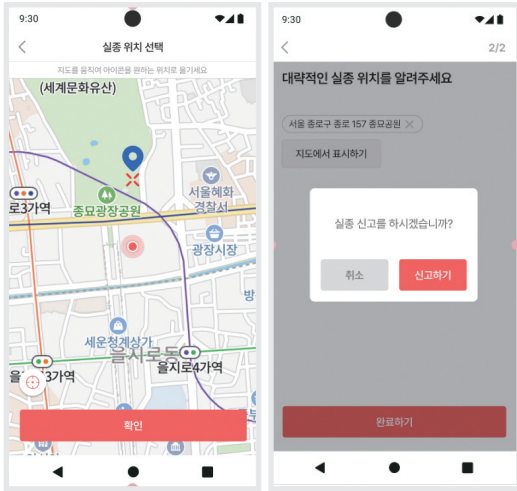 9:30
실종 위치 선택
지도를 움직여 아이콘을 원하는 위치로 옮기세요
(세계문화유산)
로3가역
종묘광장공원
서울혜화
경찰서
광장시장
방
세운청계상가
을지로동
을지로4가역
을
3가역
확인
9:30
2/2
대략적인 실종 위치를 알려주세요
서울 종로구 종로 157 종묘공원 ×
지도에서 표시하기
실종 신고를 하시겠습니까?
취소
신고하기
완료하기